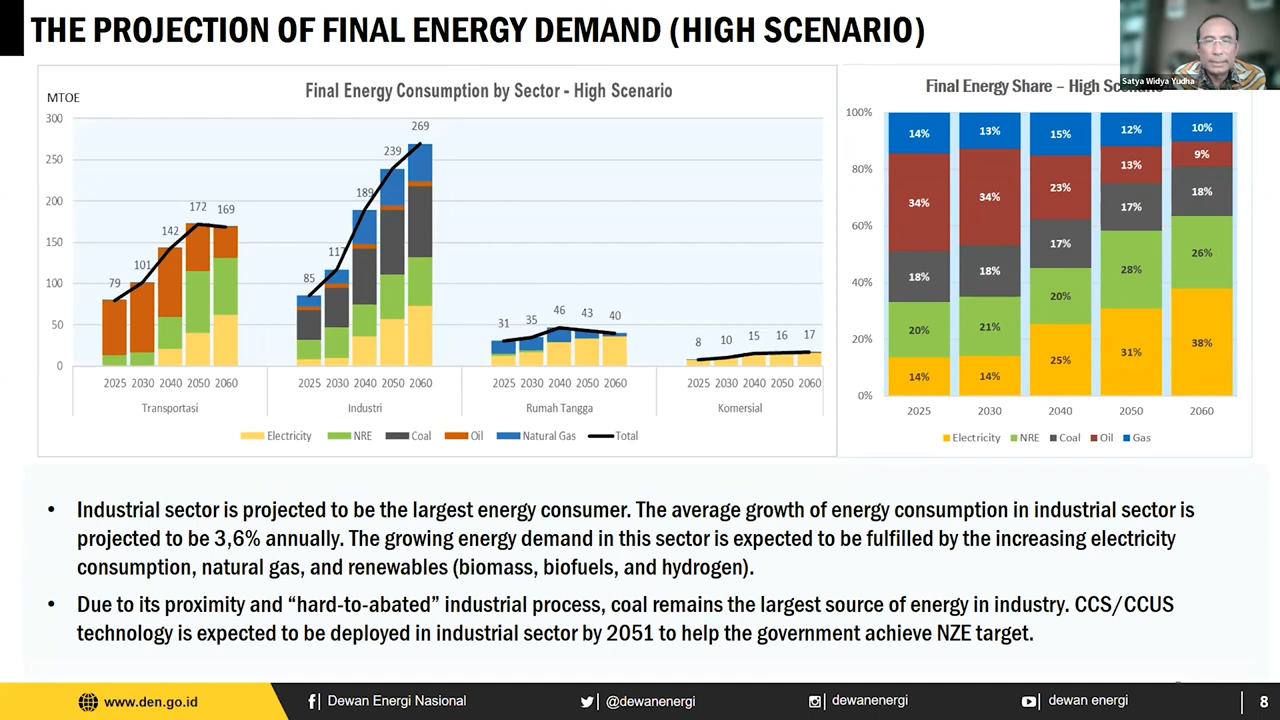 THE PROJECTION OF FINAL ENERGY DEMAND (HIGH SCENARIO)
Satya Widya Yudha
Final Energy Consumption by Sector - High Scenario
MTOE
300
250
200
150
100
50
0
79
101
142
172
169
85
117
189
239
269
31
35
46
43
40
8
10
15
16
17
2025 2030 2040 2050 2060
2025 2030 2040 2050 2060
2025 2030 2040 2050 2060
2025 2030 2040 2050 2060
Transportasi
Industri
Rumah Tangga
Komersial
Electricity NRE Coal Oil Natural Gas Total
Final Energy Share – High Scenario
100%
80%
60%
40%
20%
0%
14% 13% 15% 12% 10%
34% 34% 23% 13% 9%
18% 18% 17% 17% 18%
20% 21% 20% 28% 26%
14% 14% 25% 31% 38%
2025 2030 2040 2050 2060
Electricity NRE Coal Oil Gas
• Industrial sector is projected to be the largest energy consumer. The average growth of energy consumption in industrial sector is
projected to be 3,6% annually. The growing energy demand in this sector is expected to be fulfilled by the increasing electricity
consumption, natural gas, and renewables (biomass, biofuels, and hydrogen).
• Due to its proximity and “hard-to-abated” industrial process, coal remains the largest source of energy in industry. CCS/CCUS
technology is expected to be deployed in industrial sector by 2051 to help the government achieve NZE target.
www.den.go.id
Dewan Energi Nasional
@dewanenergi
dewanenergi
dewan energi
8